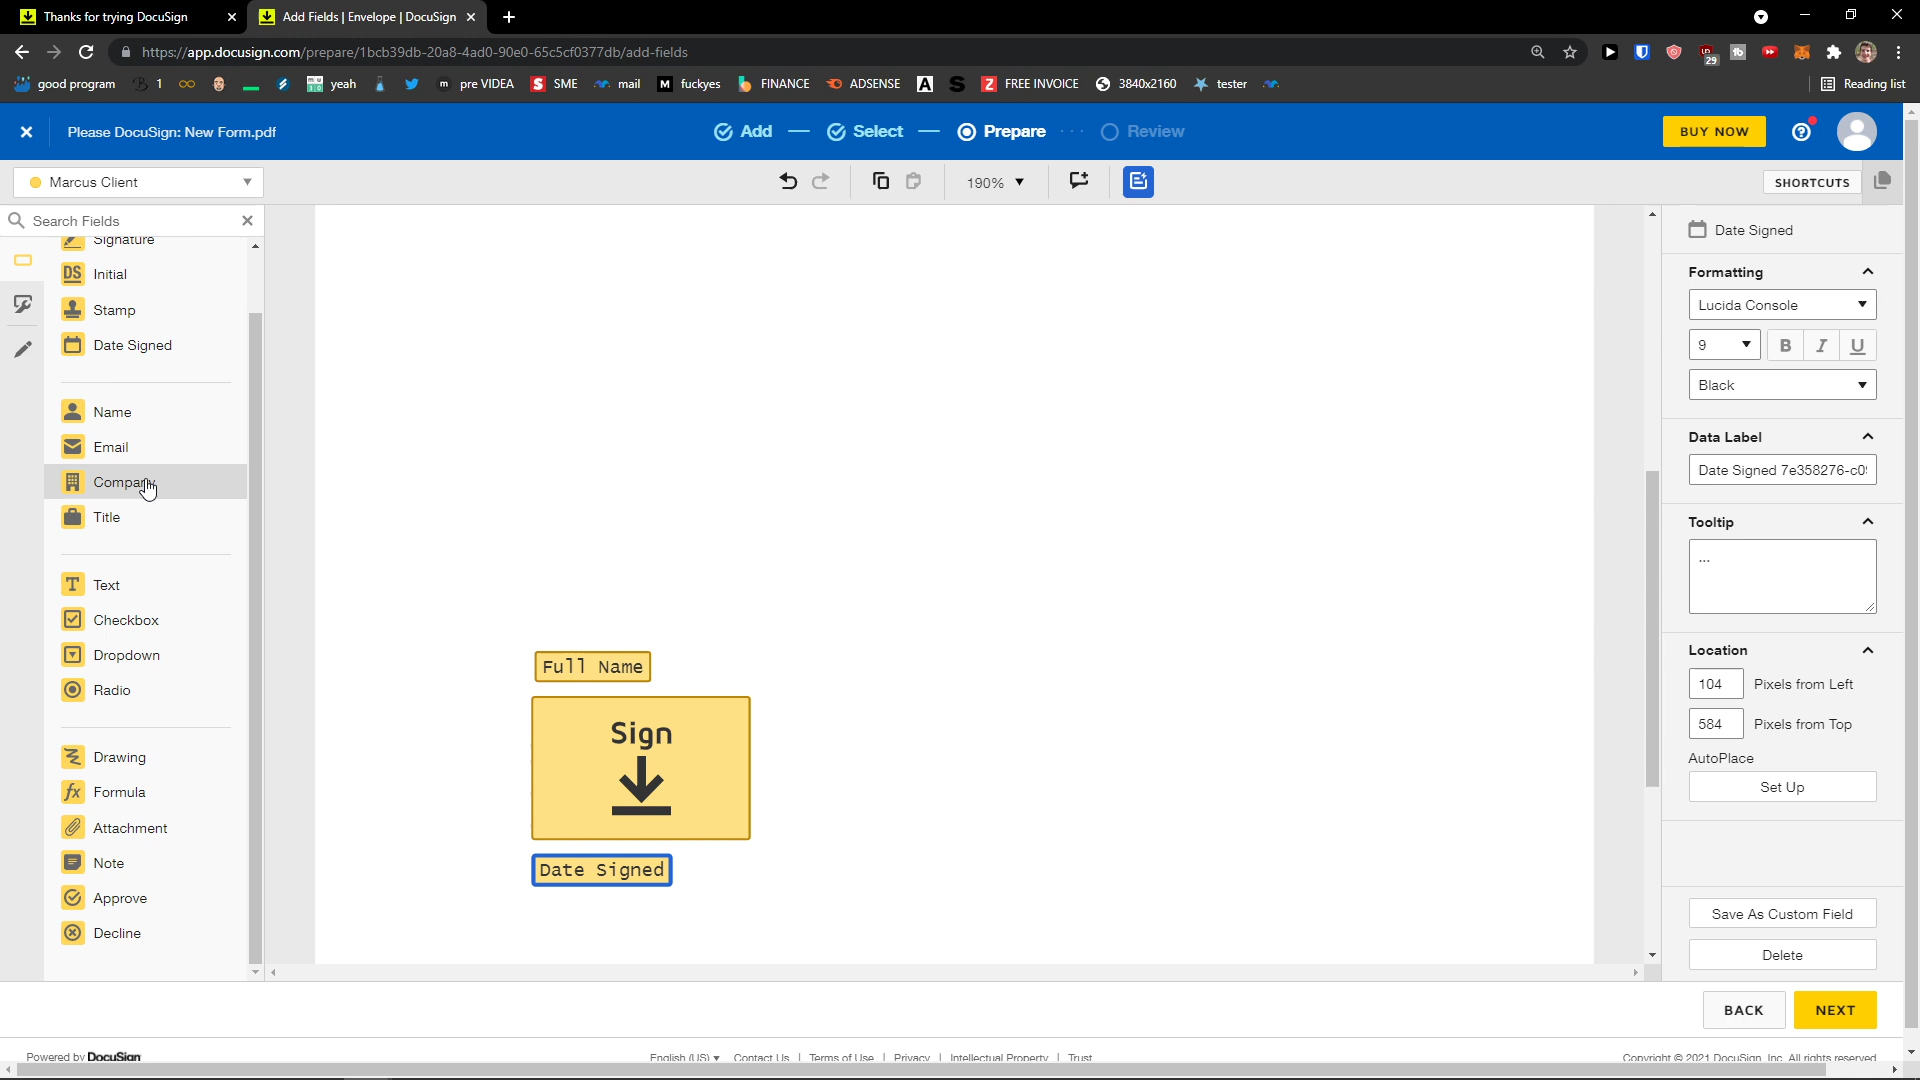 Thanks for trying DocuSign
Add Fields | Envelope | DocuSign
https://app.docusign.com/prepare/1bcb39db-20a8-4ad0-90e0-65c5cf0377db/add-fields
29
good program
1
yeah
pre VIDEA
SME
mail
fuckyes
FINANCE
ADSENSE
FREE INVOICE
3840x2160
tester
Reading list
Please DocuSign: New Form.pdf
Add
Select
Prepare
Review
BUY NOW
Marcus Client
190%
SHORTCUTS
Search Fields
Signature
DS Initial
Stamp
Date Signed
Name
Email
Company
Title
Text
Checkbox
Dropdown
Radio
Drawing
Formula
Attachment
Note
Approve
Decline
Full Name
Sign
Date Signed
Date Signed
Formatting
Lucida Console
9
B I U
Black
Data Label
Date Signed 7e358276-c0
Tooltip
...
Location
104 Pixels from Left
584 Pixels from Top
AutoPlace
Set Up
Save As Custom Field
Delete
BACK
NEXT
Powered by DocuSign
English (US) Contact Us | Terms of Use | Privacy | Intellectual Property | Trust
Copyright © 2021 DocuSign, Inc. All rights reserved